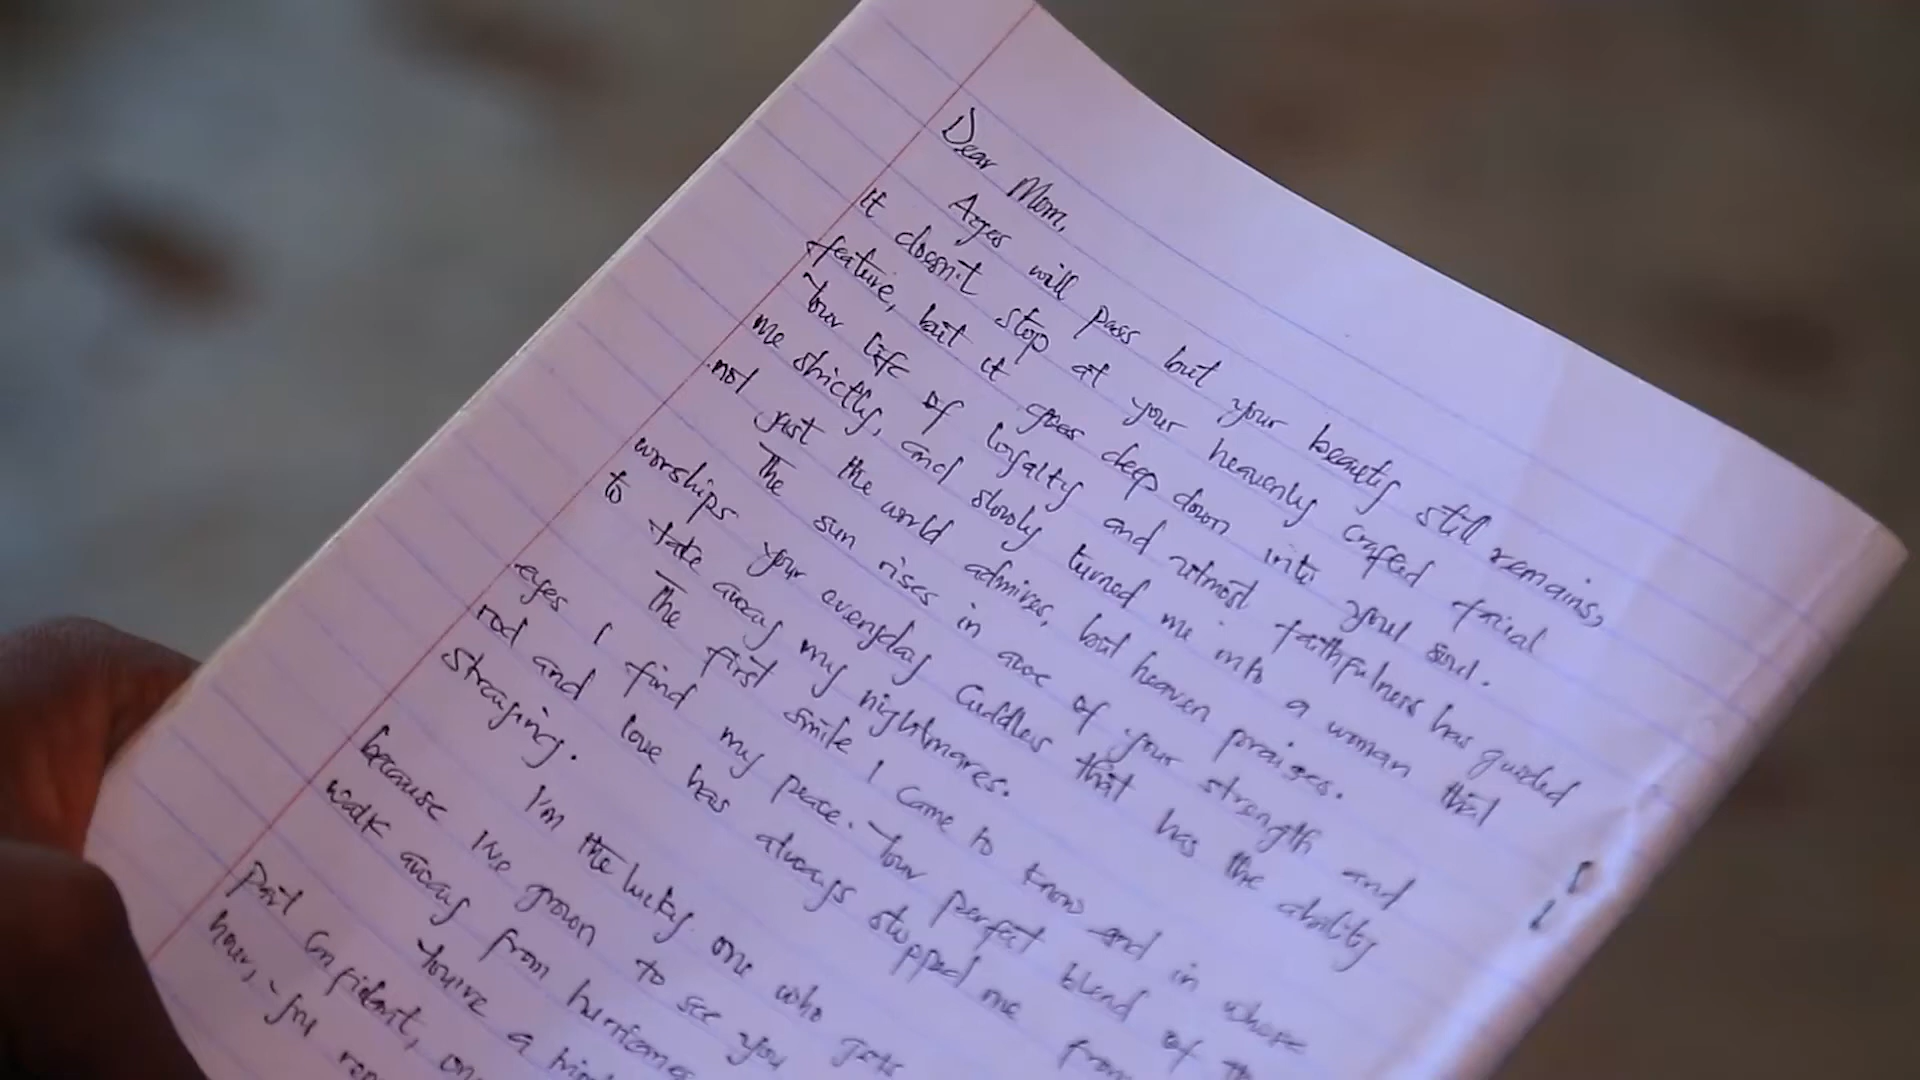 Dear Mom,
Ages will pass but your beauty still remains,
it doesn't stop at your heavenly crafted facial
feature, but it goes deep down into your soul.
Your life of loyalty and utmost faithfulness has guided
me strictly, and slowly turned me into a woman that
not just the world admires, but heaven praises.
The sun rises in awe of your strength and
worships your everyday Cuddles that has the ability
to take away my nightmares.
The first smile I came to know and in whose
eyes I find my peace. Your perfect blend of the
rod and love has always stopped me from
straying.
I'm the lucky one who gets
because I've grown to see you
walk away from hurricanes
You're a
Part Confidant,
hour,